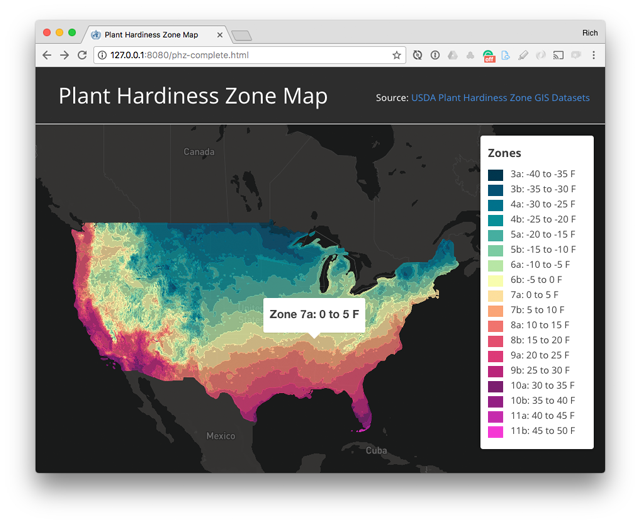 Plant Hardiness Zone Map
Rich
127.0.0.1:8080/phz-complete.html
off
Plant Hardiness Zone Map
Source: USDA Plant Hardiness Zone GIS Datasets
Canada
Zones
3a: -40 to -35 F
3b: -35 to -30 F
4a: -30 to -25 F
4b: -25 to -20 F
5a: -20 to -15 F
5b: -15 to -10 F
6a: -10 to -5 F
6b: -5 to 0 F
7a: 0 to 5 F
7b: 5 to 10 F
8a: 10 to 15 F
8b: 15 to 20 F
9a: 20 to 25 F
9b: 25 to 30 F
10a: 30 to 35 F
10b: 35 to 40 F
11a: 40 to 45 F
11b: 45 to 50 F
Zone 7a: 0 to 5 F
Mexico
Cuba